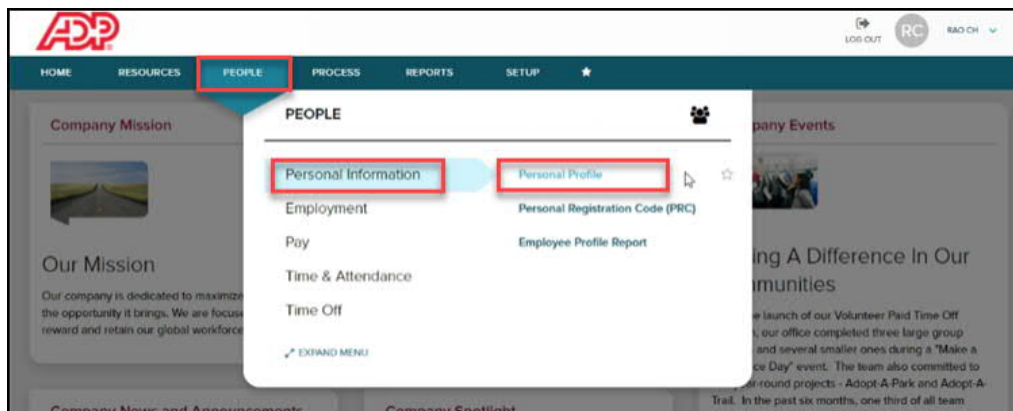 ADP
LOG OUT
RC
RAO CH
HOME RESOURCES PEOPLE PROCESS REPORTS SETUP
PEOPLE
Company Mission
pany Events
Personal Information
Personal Profile
Employment
Personal Registration Code (PRC)
Pay
Employee Profile Report
Time & Attendance
Time Off
EXPAND MENU
Our Mission
Our company is dedicated to maximize
the opportunity it brings. We are focuse
reward and retain our global workforce
ing A Difference In Our
mmunities
e launch of our Volunteer Paid Time Off
, our office completed three large group
and several smaller ones during a "Make a
ce Day" event. The team also committed to
year-round projects - Adopt-A-Park and Adopt-A-
Trail. In the past six months, one third of all team
Company News and Announcements
Company Spotlight